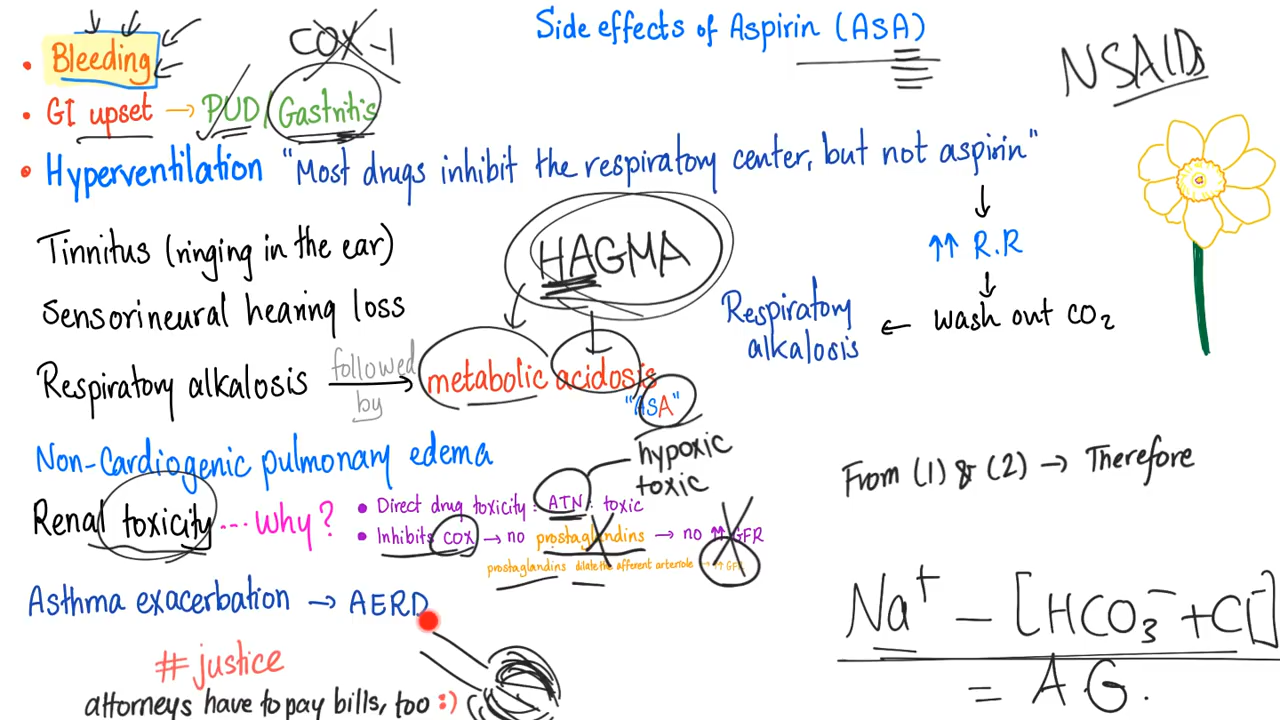 Side effects of Aspirin (ASA)
NSAIDs
COX-1
• Bleeding
• GI upset → PUD / Gastritis
• Hyperventilation "Most drugs inhibit the respiratory center, but not aspirin"
↓
↑↑ R.R
↓
wash out CO2
← Respiratory alkalosis
Tinnitus (ringing in the ear)
HAGMA
Sensorineural hearing loss
Respiratory alkalosis followed by → metabolic acidosis
"ASA"
Non-Cardiogenic pulmonary edema
hypoxic
toxic
Renal toxicity ... why?
• Direct drug toxicity: ATN: toxic
• Inhibits COX → no prostaglandins → no ↑↑ GFR
prostaglandins dilate the afferent arteriole → ↑↑ GFR
Asthma exacerbation → AERD
#justice
attorneys have to pay bills, too :)
From (1) & (2) → Therefore
Na+ - [HCO3- + Cl-]
= AG.